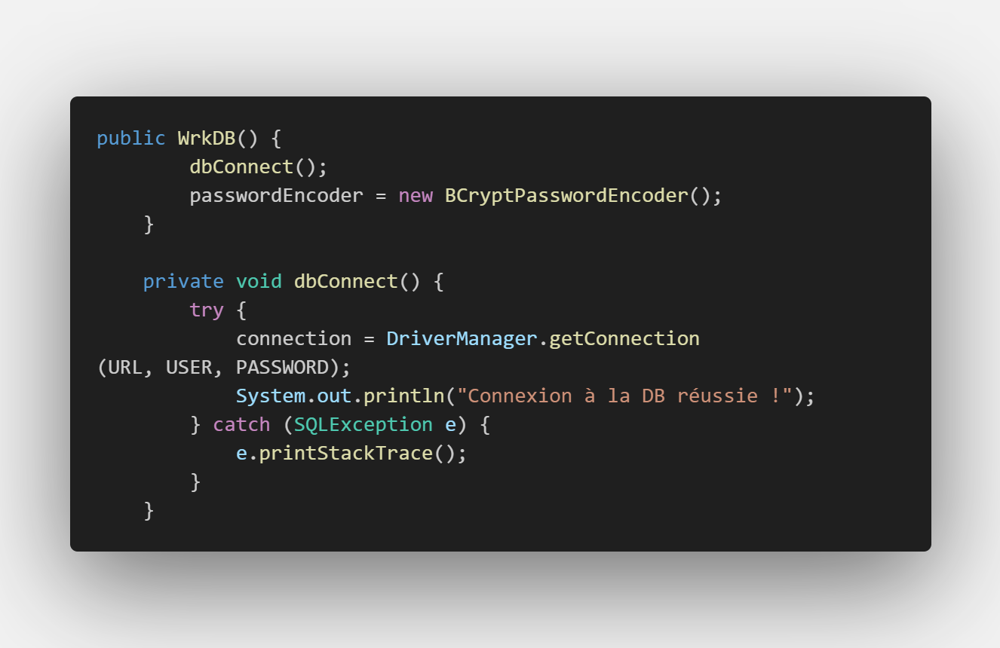 public WrkDB() {
        dbConnect();
        passwordEncoder = new BCryptPasswordEncoder();
    }

    private void dbConnect() {
        try {
            connection = DriverManager.getConnection
(URL, USER, PASSWORD);
            System.out.println("Connexion à la DB réussie !");
        } catch (SQLException e) {
            e.printStackTrace();
        }
    }